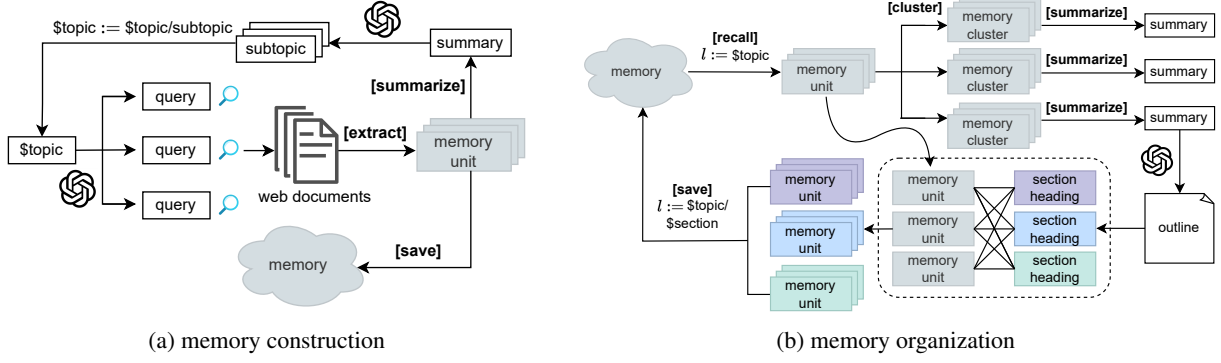 $topic := $topic/subtopic
subtopic
summary
[summarize]
query
query
query
$topic
web documents
[extract]
memory
unit
[save]
memory
(a) memory construction
memory
[recall]
l := $topic
memory
unit
[cluster]
memory
cluster
[summarize]
summary
memory
cluster
[summarize]
summary
memory
cluster
[summarize]
summary
[save]
l := $topic/
$section
memory
unit
memory
unit
memory
unit
memory
unit
memory
unit
memory
unit
section
heading
section
heading
section
heading
outline
(b) memory organization